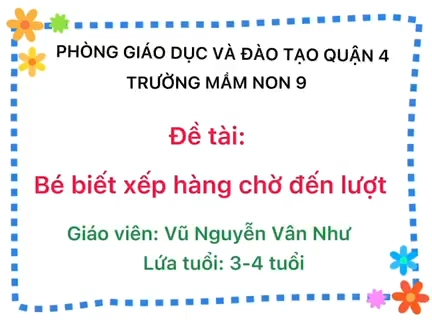 PHÒNG GIÁO DỤC VÀ ĐÀO TẠO QUẬN 4
TRƯỜNG MẦM NON 9
Đề tài:
Bé biết xếp hàng chờ đến lượt
Giáo viên: Vũ Nguyễn Vân Như
Lứa tuổi: 3-4 tuổi